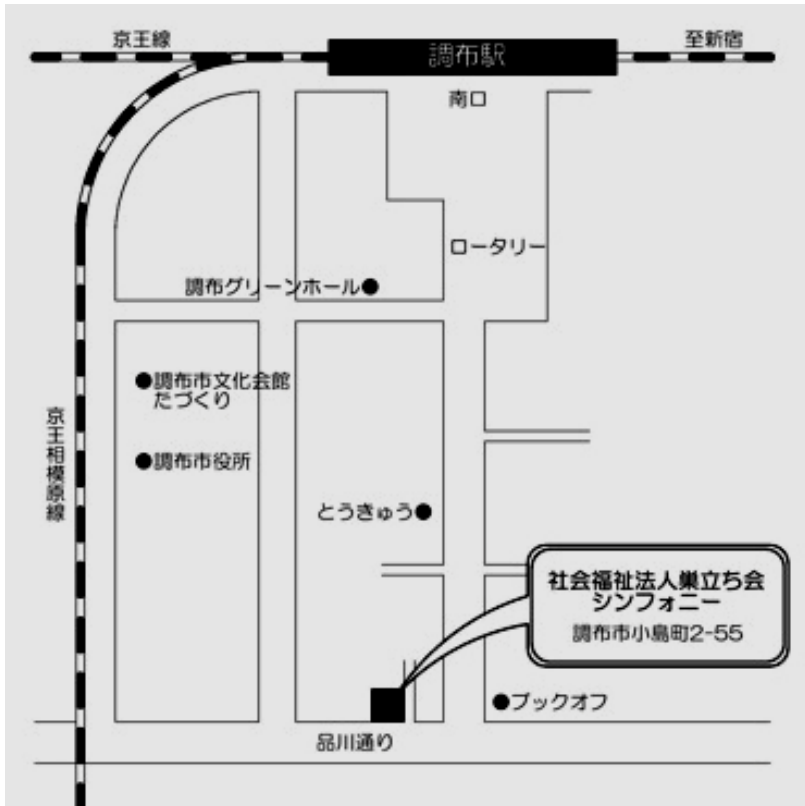 京王線
調布駅
至新宿
南口
ロータリー
調布グリーンホール
調布市文化会館
たづくり
京王相模原線
調布市役所
とうきゅう
社会福祉法人巣立ち会
シンフォニー
調布市小島町2-55
ブックオフ
品川通り